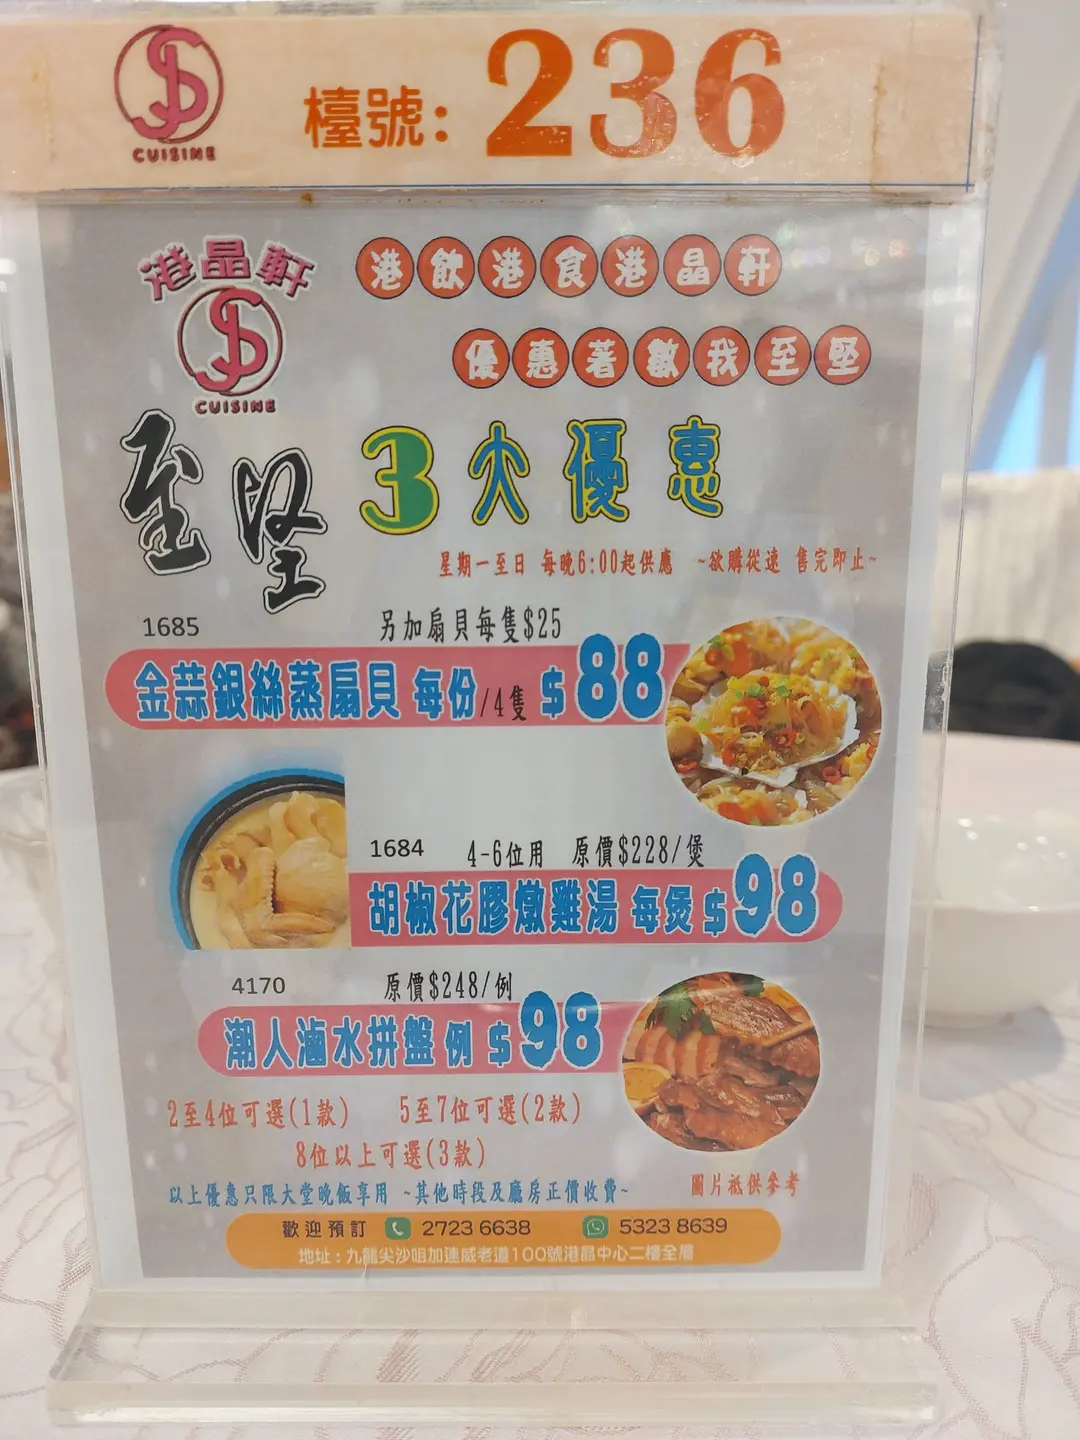 CUISINE
檯號: 236
港晶軒
CUISINE
港飲港食港晶軒
優惠著數我至堅
至堅 3大優惠
星期一至日 每晚6:00起供應 ~欲購從速 售完即止~
1685 另加扇貝每隻$25
金蒜銀絲蒸扇貝 每份/4隻 $88
1684 4-6位用 原價$228/煲
胡椒花膠燉雞湯 每煲 $98
4170 原價$248/例
潮人滷水拼盤 例 $98
2至4位可選(1款) 5至7位可選(2款)
8位以上可選(3款)
圖片衹供參考
以上優惠只限大堂晚飯享用 ~其他時段及廳房正價收費~
歡迎預訂 2723 6638 5323 8639
地址:九龍尖沙咀加連威老道100號港晶中心二樓全層